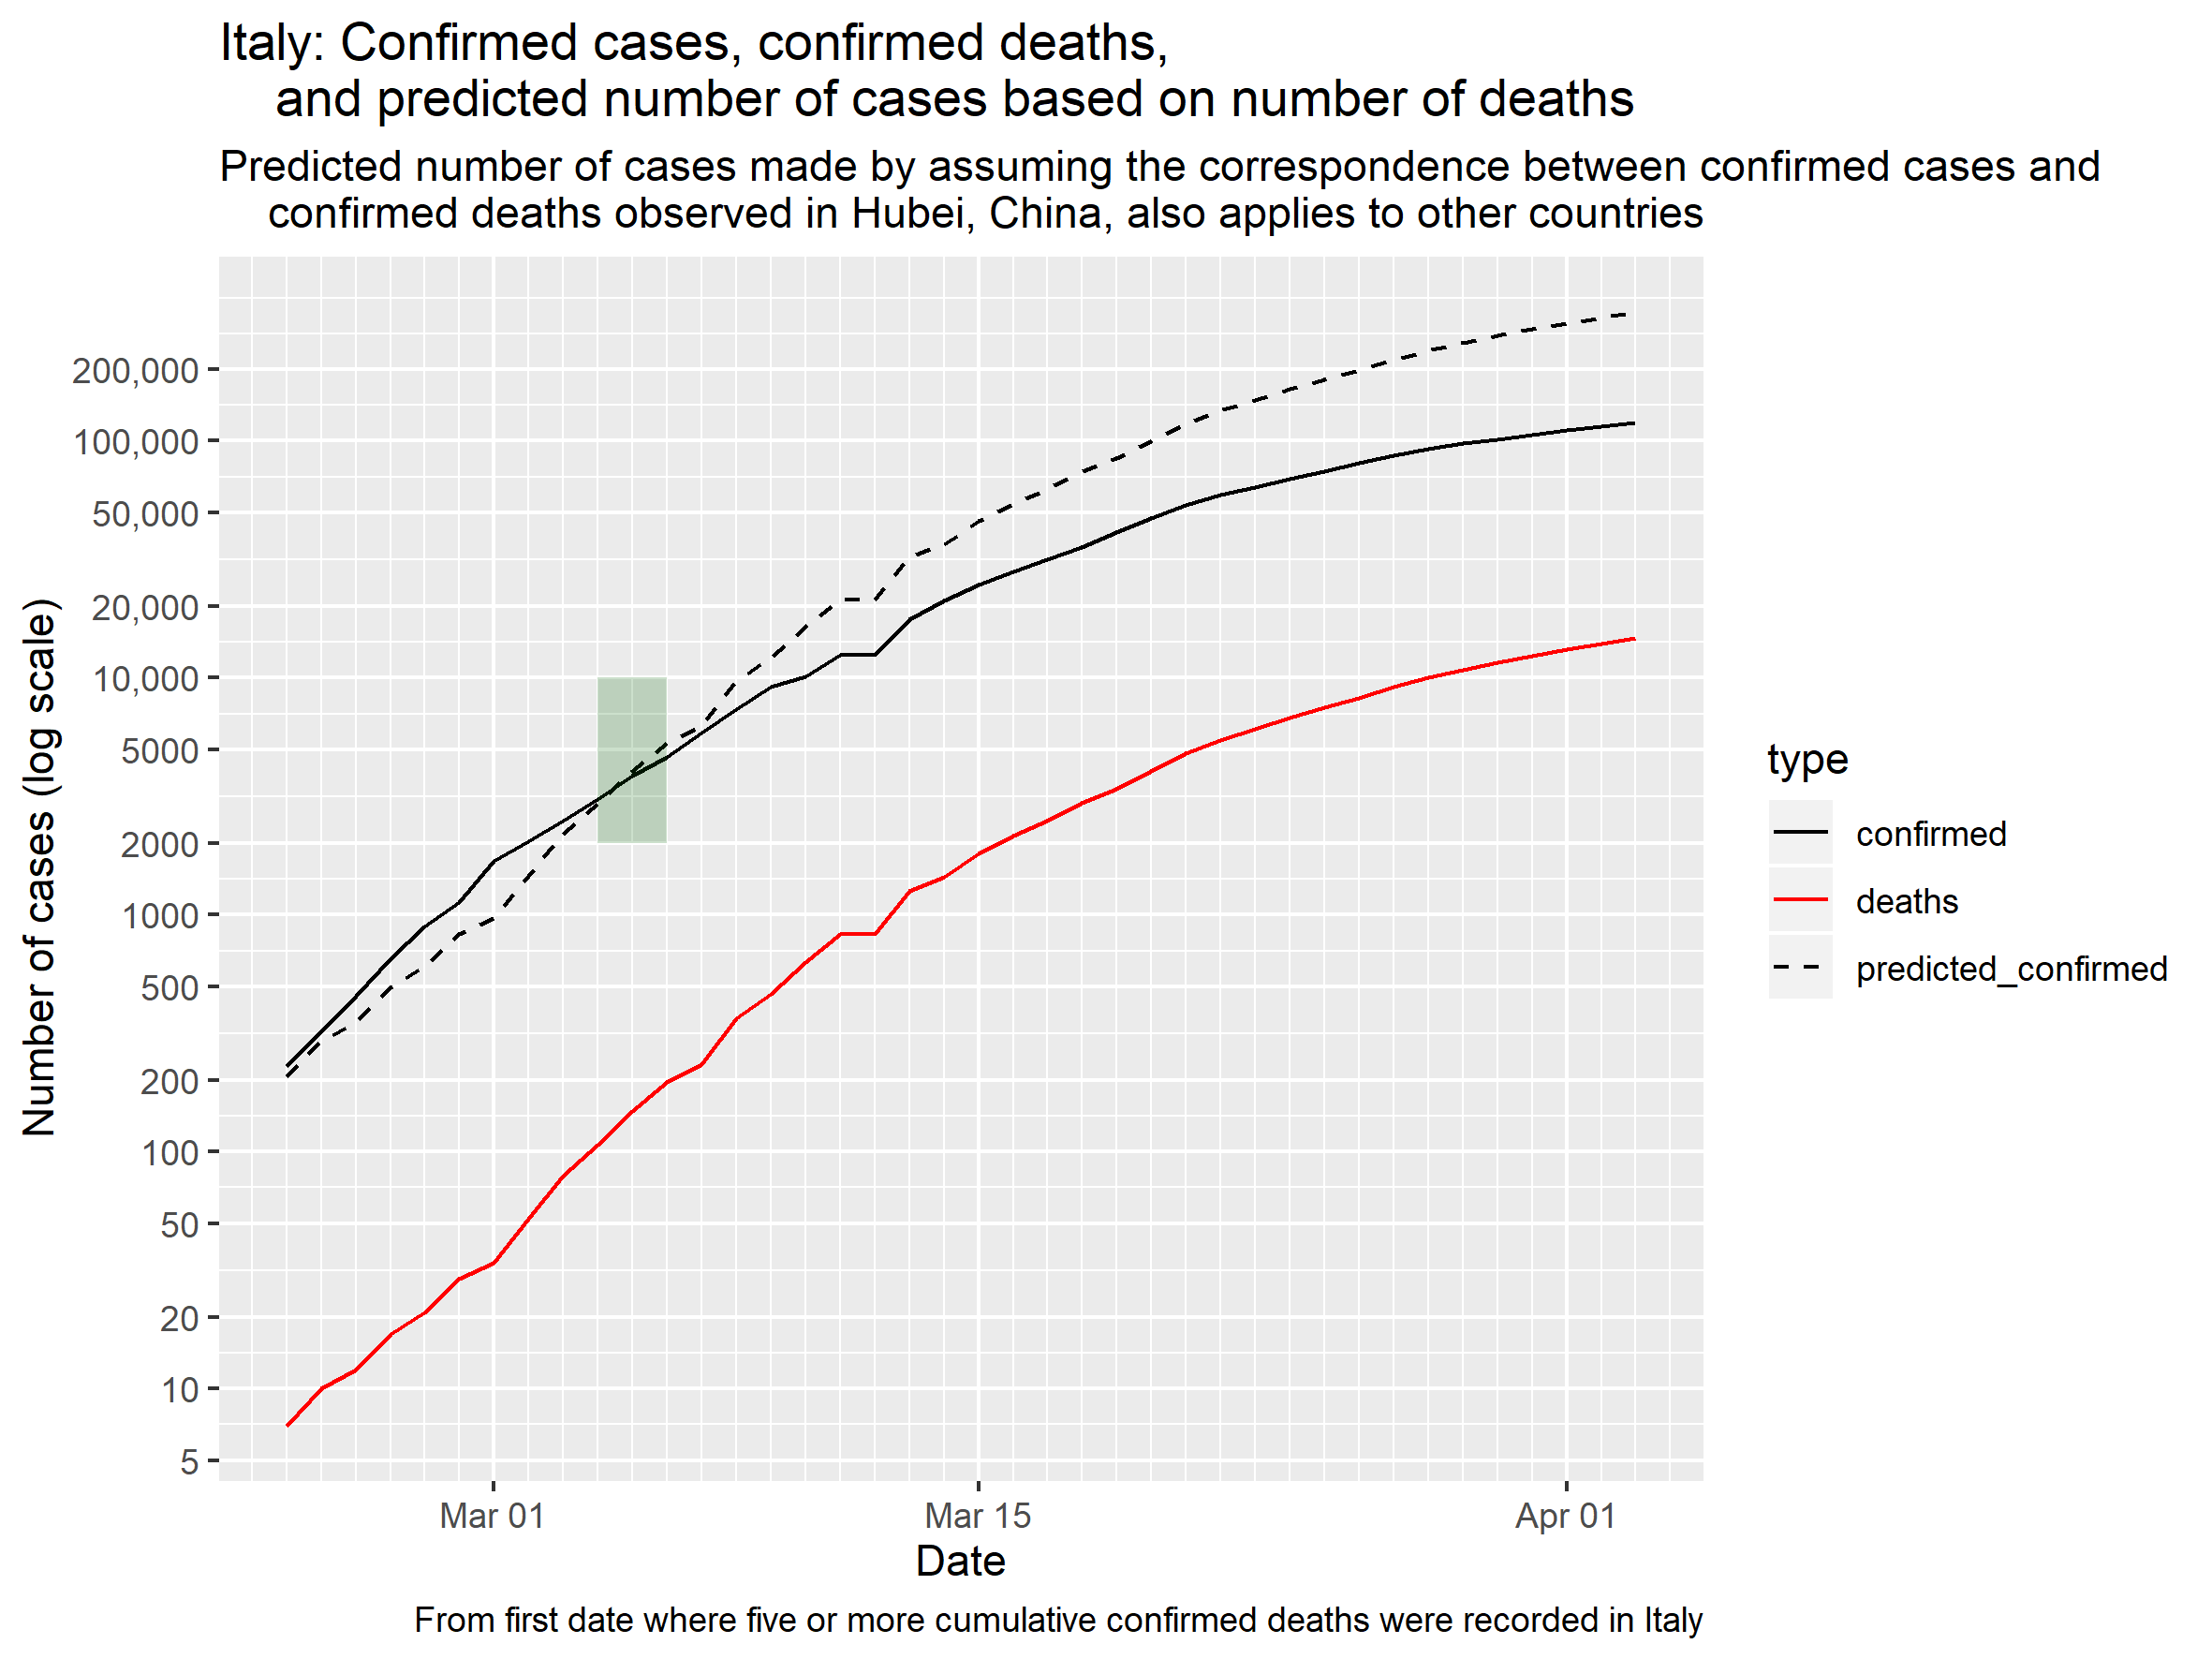 Italy: Confirmed cases, confirmed deaths,
and predicted number of cases based on number of deaths
Predicted number of cases made by assuming the correspondence between confirmed cases and
confirmed deaths observed in Hubei, China, also applies to other countries
Number of cases (log scale)
200,000
100,000
50,000
20,000
10,000
5000
2000
1000
500
200
100
50
20
10
5
Mar 01
Mar 15
Apr 01
Date
type
confirmed
deaths
predicted_confirmed
From first date where five or more cumulative confirmed deaths were recorded in Italy